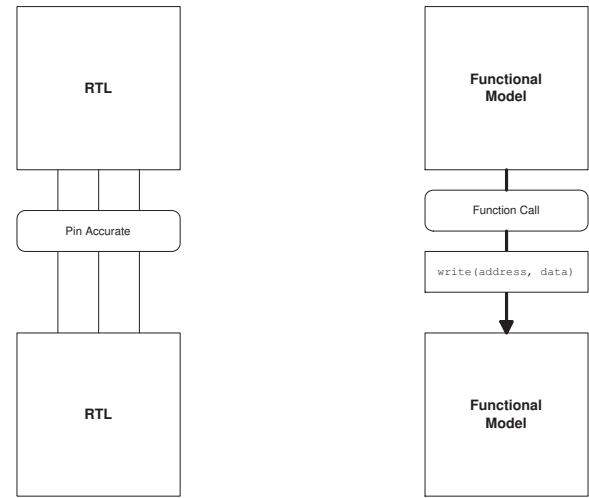 RTL
Pin Accurate
RTL
Functional
Model
Function Call
write(address, data)
Functional
Model